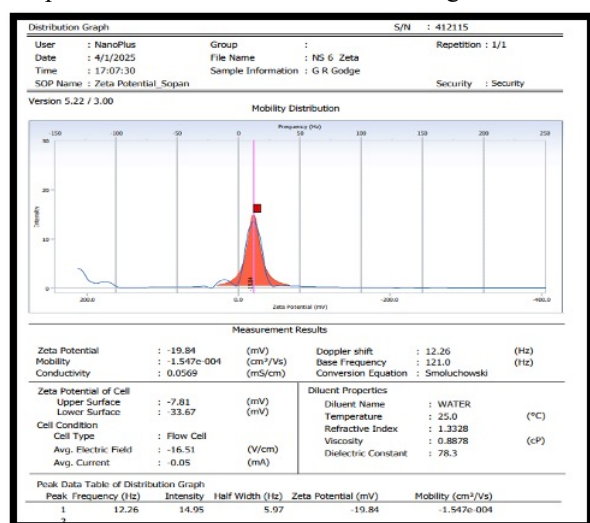 Distribution Graph S/N : 412115
User : NanoPlus Group : Repetition : 1/1
Date : 4/1/2025 File Name : NS 6 Zeta
Time : 17:07:30 Sample Information : G R Godge
SOP Name : Zeta Potential_Sopan Security : Security
Version 5.22 / 3.00
Mobility Distribution
Frequency (Hz)
-150 -100 -50 0 50 100 150 200 250
30
20
Intensity
10
0
200.0 0.0 -200.0 -400.0
Zeta Potential (mV)
Measurement Results
Zeta Potential : -19.84 (mV) Doppler shift : 12.26 (Hz)
Mobility : -1.547e-004 (cm²/Vs) Base Frequency : 121.0 (Hz)
Conductivity : 0.0569 (mS/cm) Conversion Equation : Smoluchowski
Zeta Potential of Cell Diluent Properties
Upper Surface : -7.81 (mV) Diluent Name : WATER
Lower Surface : -33.67 (mV) Temperature : 25.0 (°C)
Cell Condition Refractive Index : 1.3328
Cell Type : Flow Cell Viscosity : 0.8878 (cP)
Avg. Electric Field : -16.51 (V/cm) Dielectric Constant : 78.3
Avg. Current : -0.05 (mA)
Peak Data Table of Distribution Graph
Peak Frequency (Hz) Intensity Half Width (Hz) Zeta Potential (mV) Mobility (cm²/Vs)
1 12.26 14.95 5.97 -19.84 -1.547e-004